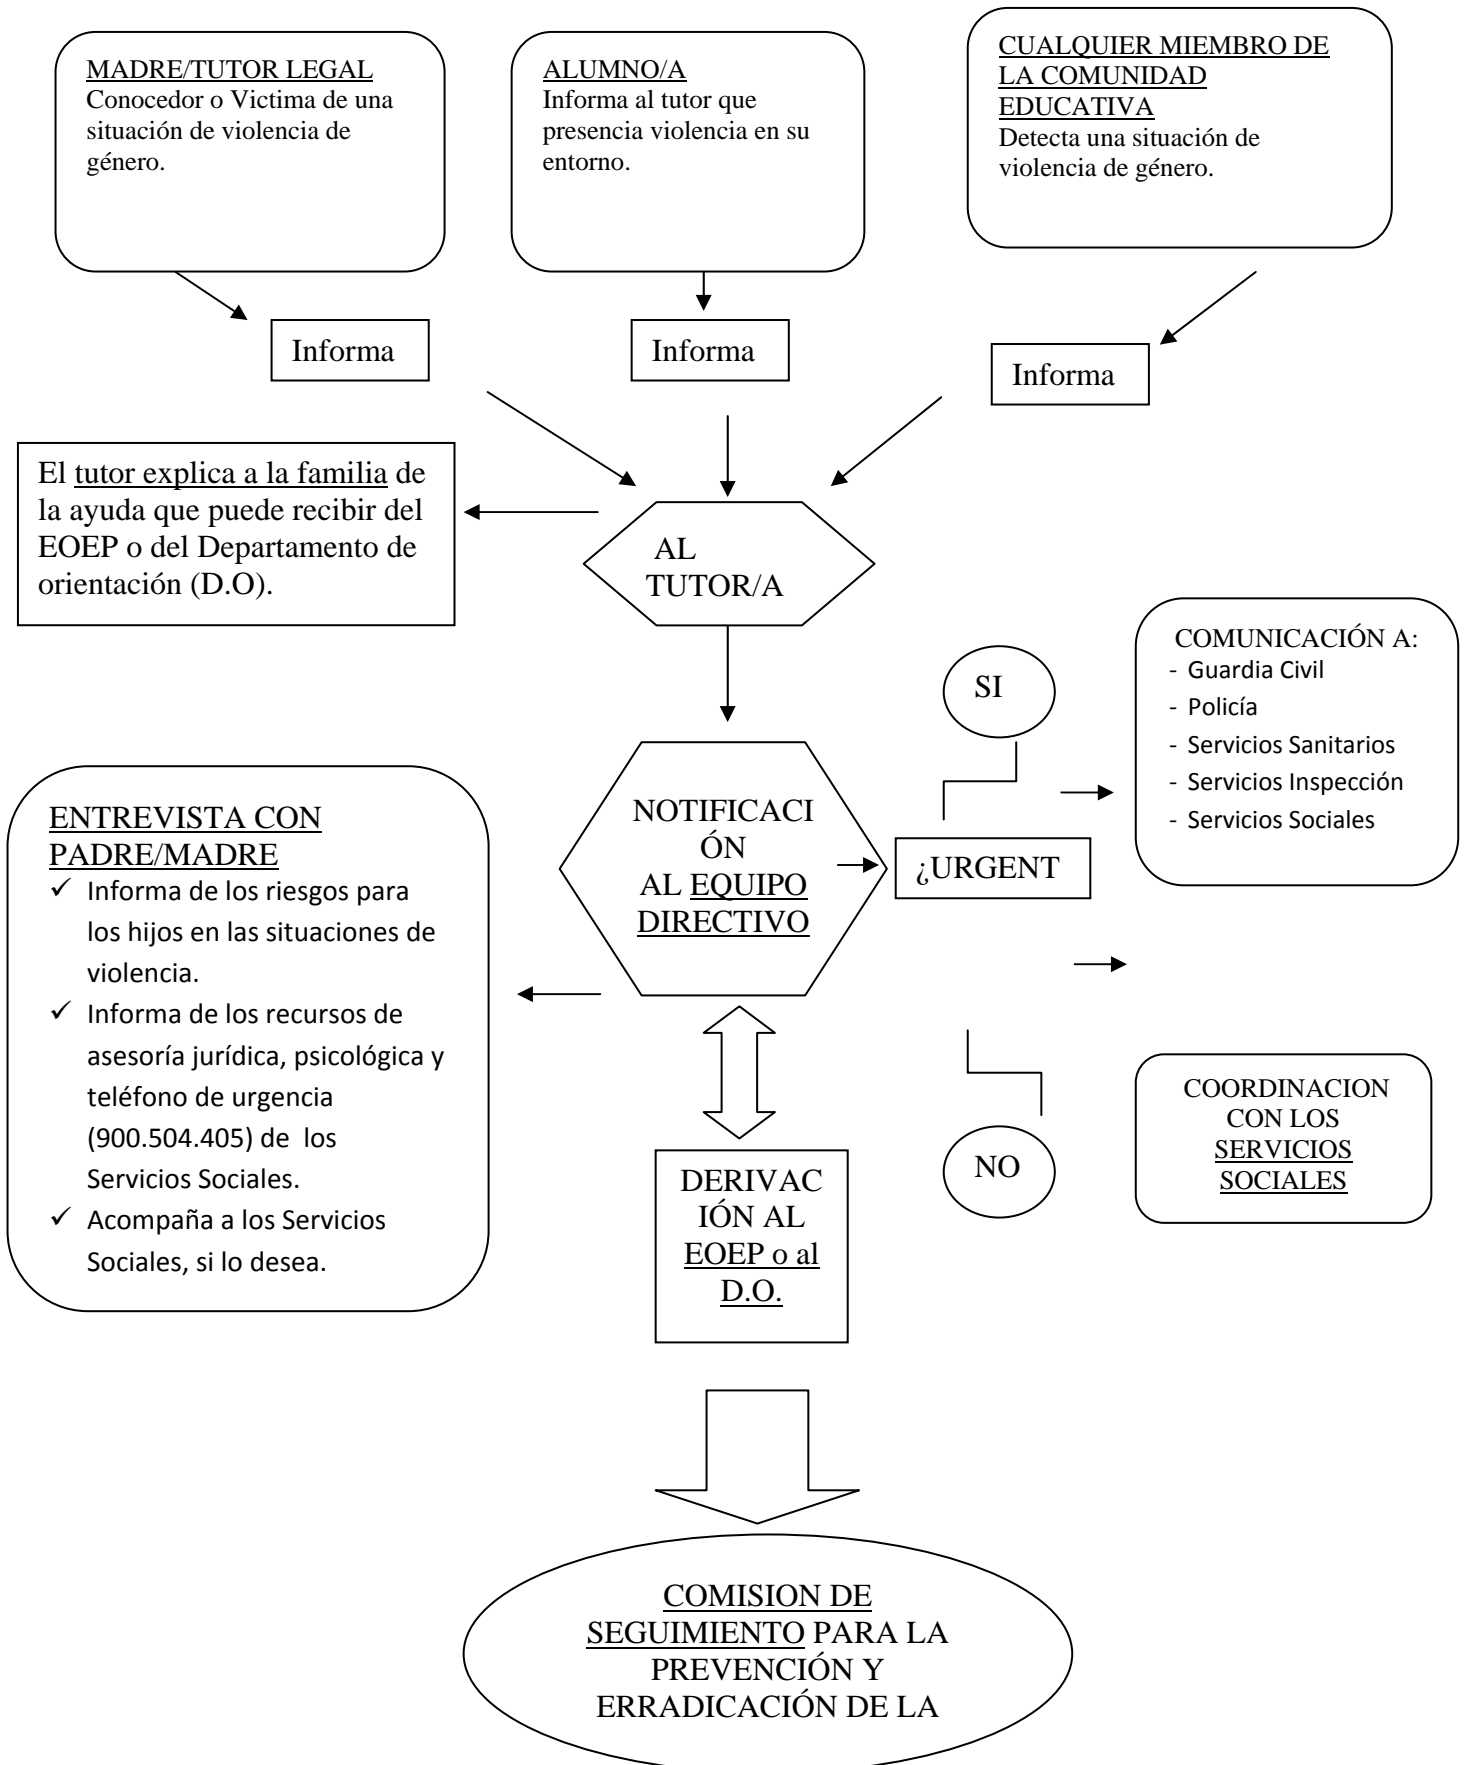 MADRE/TUTOR LEGAL
Conocedor o Victima de una
situación de violencia de
género.
ALUMNO/A
Informa al tutor que
presencia violencia en su
entorno.
CUALQUIER MIEMBRO DE
LA COMUNIDAD
EDUCATIVA
Detecta una situación de
violencia de género.
Informa
Informa
Informa
El tutor explica a la familia de
la ayuda que puede recibir del
EOEP o del Departamento de
orientación (D.O).
AL
TUTOR/A
SI
COMUNICACIÓN A:
- Guardia Civil
- Policía
- Servicios Sanitarios
- Servicios Inspección
- Servicios Sociales
ENTREVISTA CON
PADRE/MADRE
✓ Informa de los riesgos para
los hijos en las situaciones de
violencia.
✓ Informa de los recursos de
asesoría jurídica, psicológica y
teléfono de urgencia
(900.504.405) de los
Servicios Sociales.
✓ Acompaña a los Servicios
Sociales, si lo desea.
NOTIFICACI
ÓN
AL EQUIPO
DIRECTIVO
¿URGENT
NO
COORDINACION
CON LOS
SERVICIOS
SOCIALES
DERIVAC
IÓN AL
EOEP o al
D.O.
COMISION DE
SEGUIMIENTO PARA LA
PREVENCIÓN Y
ERRADICACIÓN DE LA